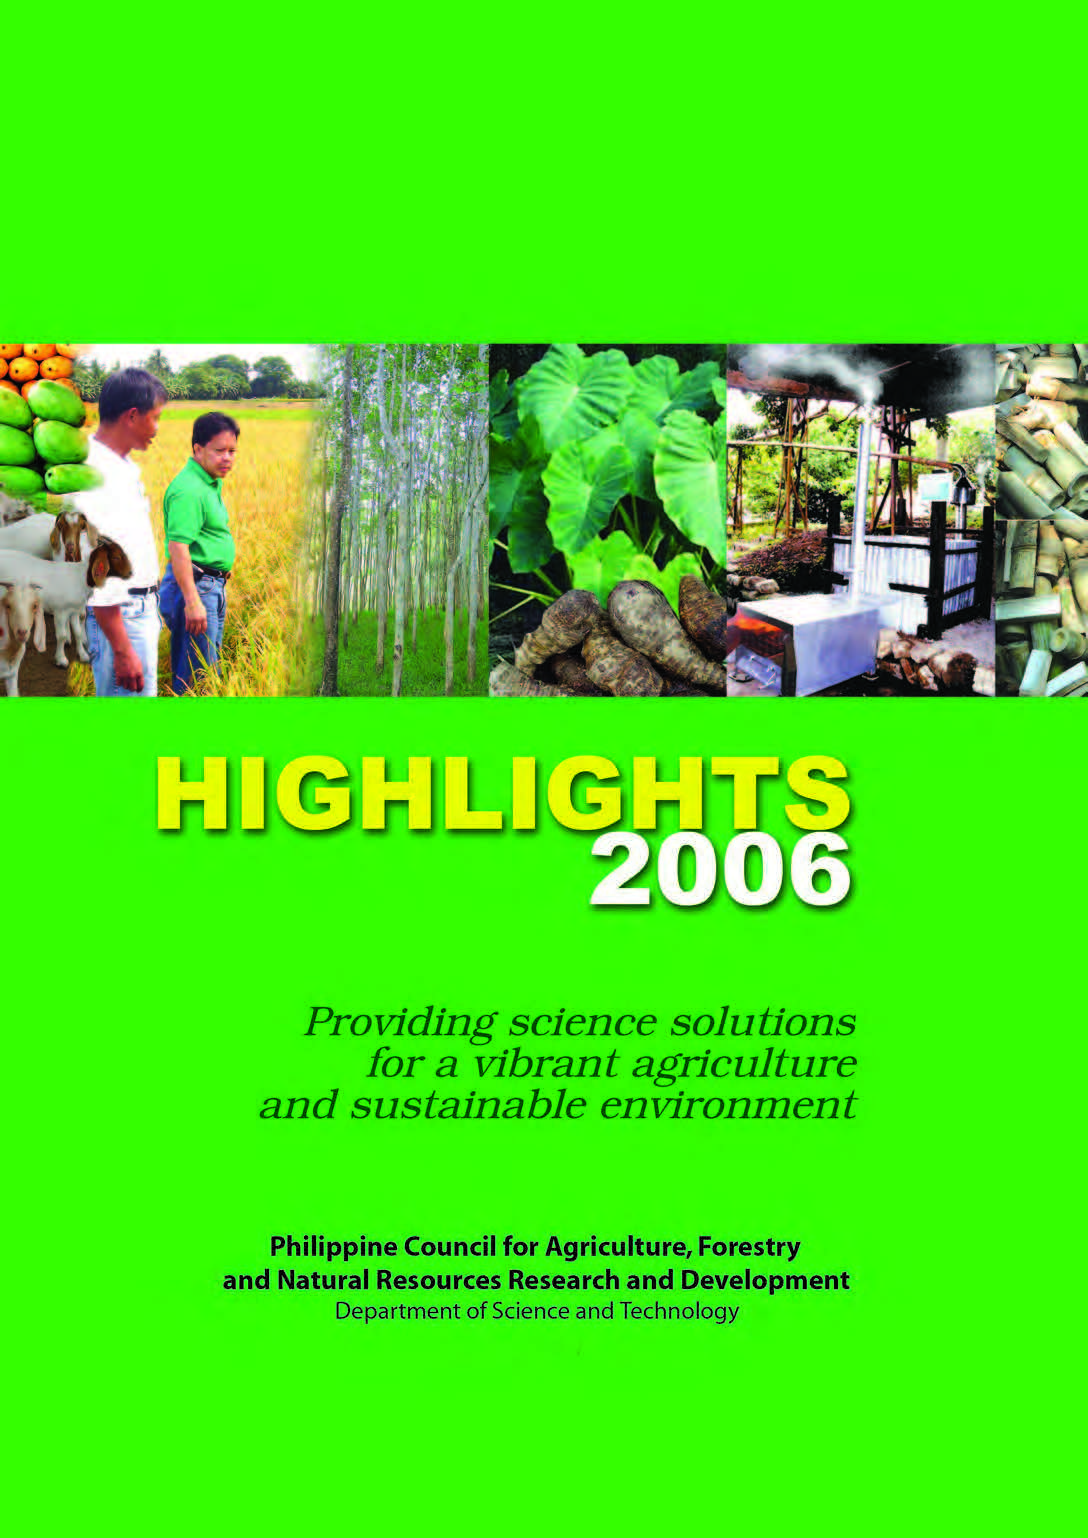 HIGHLIGHTS
2006
Providing science solutions
for a vibrant agriculture
and sustainable environment
Philippine Council for Agriculture, Forestry
and Natural Resources Research and Development
Department of Science and Technology